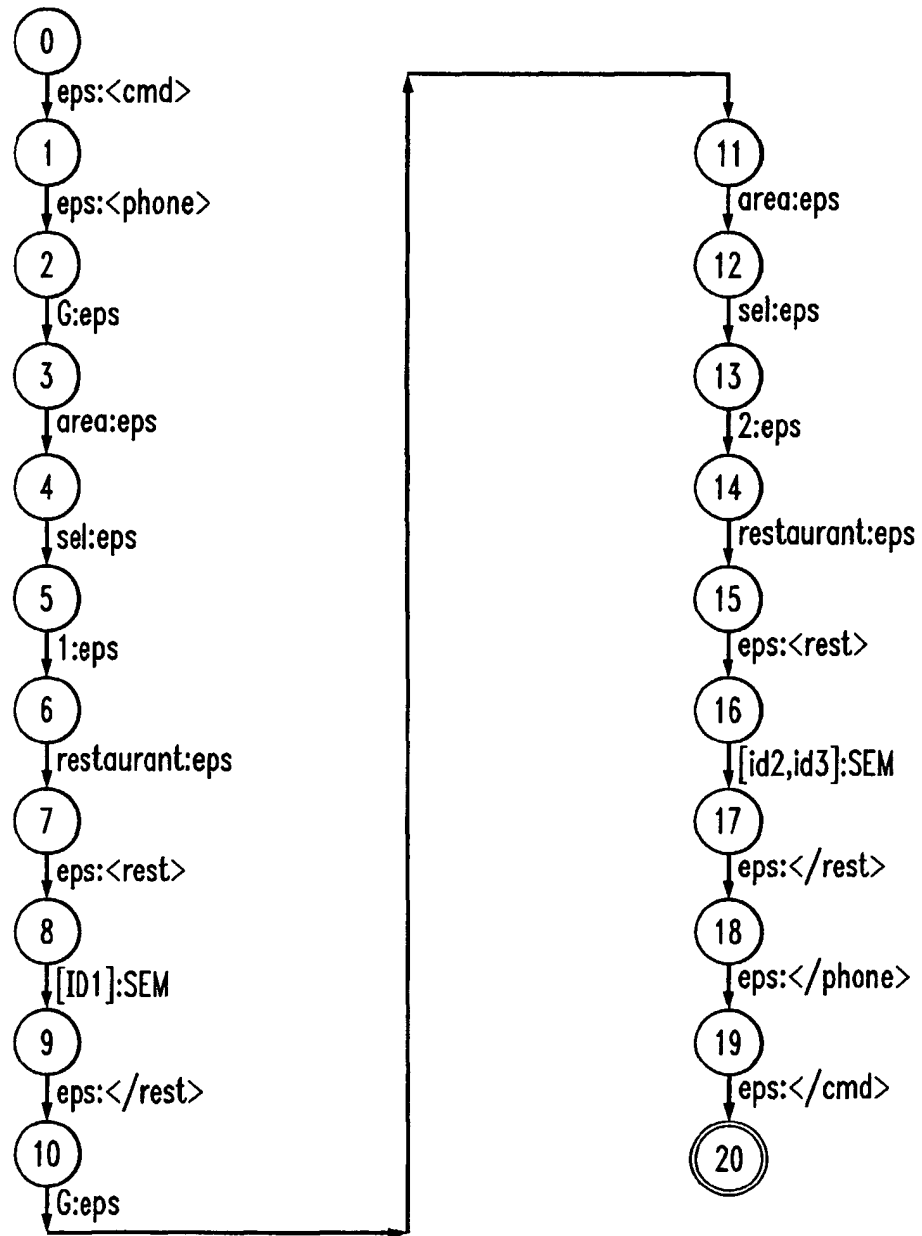 0
eps:<cmd>
1
eps:<phone>
2
G:eps
3
area:eps
4
sel:eps
5
1:eps
6
restaurant:eps
7
eps:<rest>
8
[ID1]:SEM
9
eps:</rest>
10
G:eps
11
area:eps
12
sel:eps
13
2:eps
14
restaurant:eps
15
eps:<rest>
16
[id2,id3]:SEM
17
eps:</rest>
18
eps:</phone>
19
eps:</cmd>
20